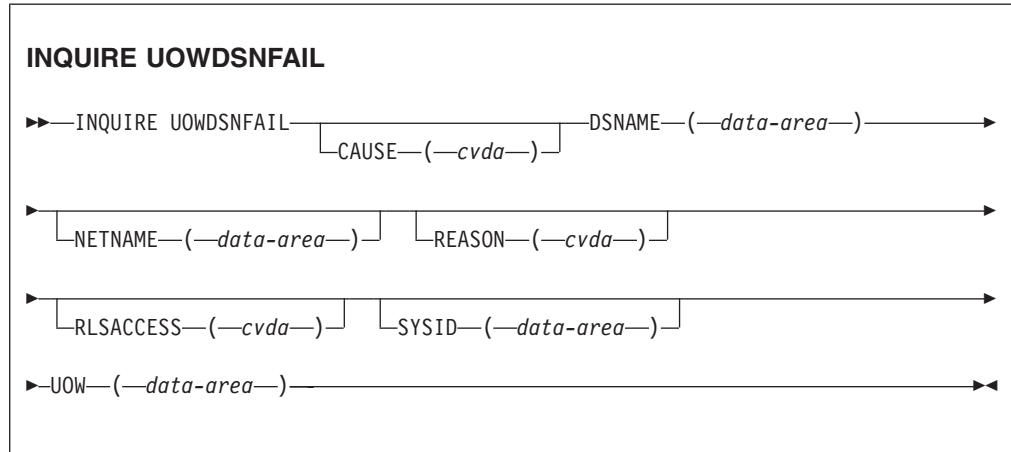 INQUIRE UOWDSNFAIL
INQUIRE UOWDSNFAIL DSNAME ( data-area )
CAUSE ( cvda )
NETNAME ( data-area ) REASON ( cvda )
RLSACCESS ( cvda ) SYSID ( data-area )
UOW ( data-area )